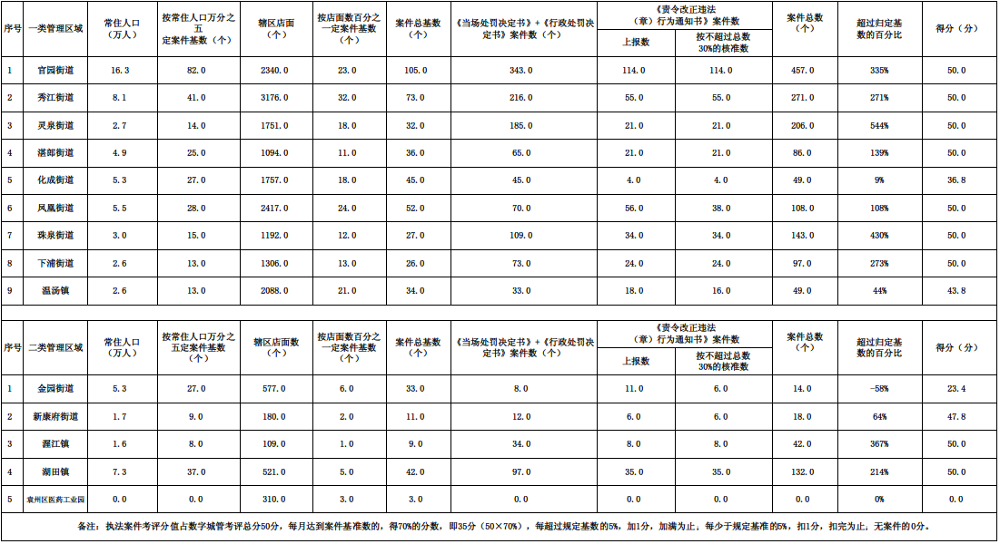 序号 一类管理区域 常住人口（万人） 按常住人口万分之五定案件基数（个） 辖区店面（个） 按店面数百分之一定案件基数（个） 案件总基数（个） 《当场处罚决定书》+《行政处罚决定书》案件数（个） 《责令改正违法（章）行为通知书》案件数 案件总数（个） 超过归定基数的百分比 得分（分）
上报数 按不超过总数30%的核准数
1 官园街道 16.3 82.0 2340.0 23.0 105.0 343.0 114.0 114.0 457.0 335% 50.0
2 秀江街道 8.1 41.0 3176.0 32.0 73.0 216.0 55.0 55.0 271.0 271% 50.0
3 灵泉街道 2.7 14.0 1751.0 18.0 32.0 185.0 21.0 21.0 206.0 544% 50.0
4 湛郎街道 4.9 25.0 1094.0 11.0 36.0 65.0 21.0 21.0 86.0 139% 50.0
5 化成街道 5.3 27.0 1757.0 18.0 45.0 45.0 4.0 4.0 49.0 9% 36.8
6 凤凰街道 5.5 28.0 2417.0 24.0 52.0 70.0 56.0 38.0 108.0 108% 50.0
7 珠泉街道 3.0 15.0 1192.0 12.0 27.0 109.0 34.0 34.0 143.0 430% 50.0
8 下浦街道 2.6 13.0 1306.0 13.0 26.0 73.0 24.0 24.0 97.0 273% 50.0
9 温汤镇 2.6 13.0 2088.0 21.0 34.0 33.0 18.0 16.0 49.0 44% 43.8
序号 二类管理区域 常住人口（万人） 按常住人口万分之五定案件基数（个） 辖区店面数（个） 按店面数百分之一定案件基数（个） 案件总基数（个） 《当场处罚决定书》+《行政处罚决定书》案件数（个） 《责令改正违法（章）行为通知书》案件数 案件总数（个） 超过归定基数的百分比 得分（分）
上报数 按不超过总数30%的核准数
1 金园街道 5.3 27.0 577.0 6.0 33.0 8.0 11.0 6.0 14.0 -58% 23.4
2 新康府街道 1.7 9.0 180.0 2.0 11.0 12.0 6.0 6.0 18.0 64% 47.8
3 渥江镇 1.6 8.0 109.0 1.0 9.0 34.0 8.0 8.0 42.0 367% 50.0
4 湖田镇 7.3 37.0 521.0 5.0 42.0 97.0 35.0 35.0 132.0 214% 50.0
5 袁州区医药工业园 0.0 0.0 310.0 3.0 3.0 0.0 0.0 0.0 0.0 0% 0.0
备注：执法案件考评分值占数字城管考评总分50分，每月达到案件基准数的，得70%的分数，即35分（50×70%），每超过规定基数的5%，加1分，加满为止；每少于规定基准的5%，扣1分，扣完为止；无案件的0分。